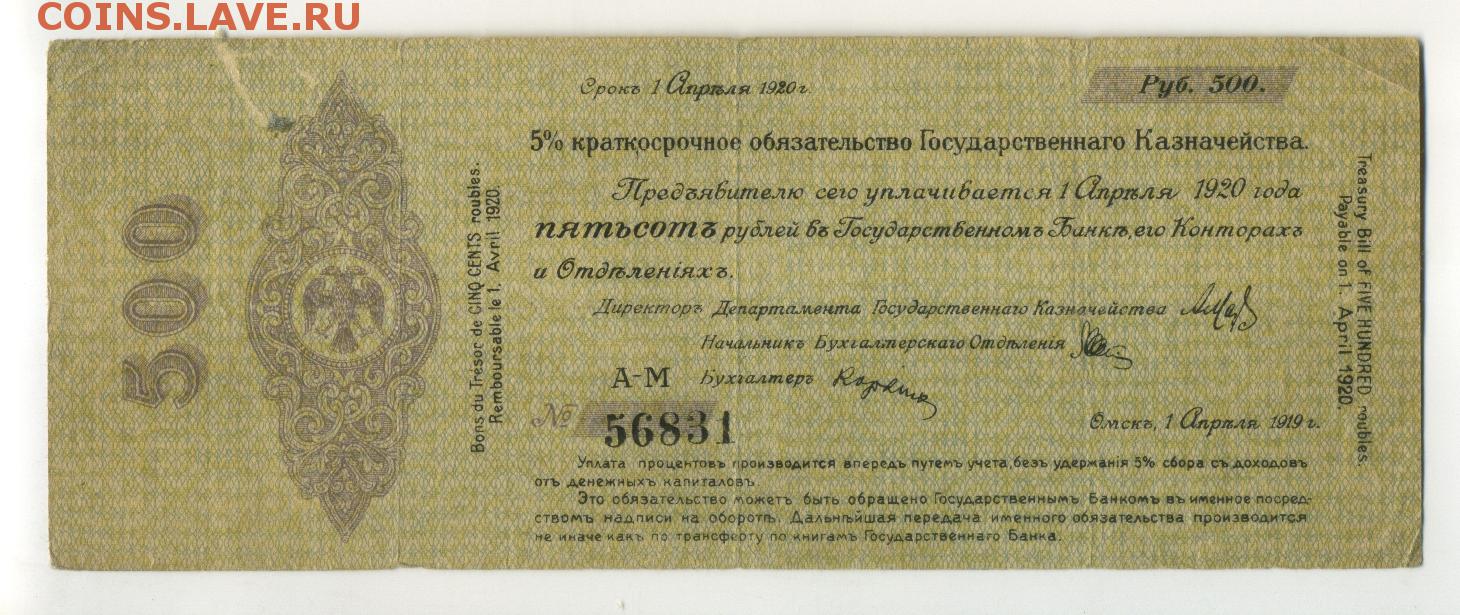 COINS.LAVE.RU
Срокъ 1 Апрѣля 1920 г.
Руб. 500.
5% краткосрочное обязательство Государственнаго Казначейства.
Предъявителю сего уплачивается 1 Апрѣля 1920 года
пятьсотъ рублей въ Государственномъ Банкѣ, его Конторахъ
и Отдѣленіяхъ.
Директоръ Департамента Государственнаго Казначейства
Начальникъ Бухгалтерскаго Отдѣленія
А-М Бухгалтеръ
№ 56831
Омскъ, 1 Апрѣля 1919 г.
Уплата процентовъ производится впередъ путемъ учета, безъ удержанія 5% сбора съ доходовъ
отъ денежныхъ капиталовъ.
Это обязательство можетъ быть обращено Государственнымъ Банкомъ въ именное посред-
ствомъ надписи на оборотѣ. Дальнѣйшая передача именного обязательства производится
не иначе какъ по трансферту по книгамъ Государственнаго Банка.
500
Bons du Tresor de CINQ CENTS roubles.
Remboursable le 1. Avril 1920.
Treasury Bill of FIVE HUNDRED roubles.
Payable on 1. April 1920.